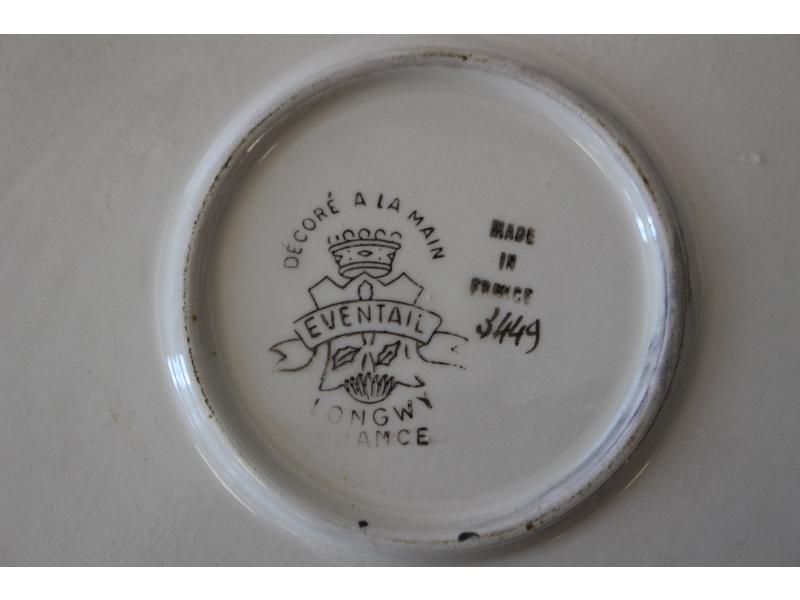 DÉCORÉ A LA MAIN
EVENTAIL
LONGWY
FRANCE
MADE
IN
FRANCE
3449